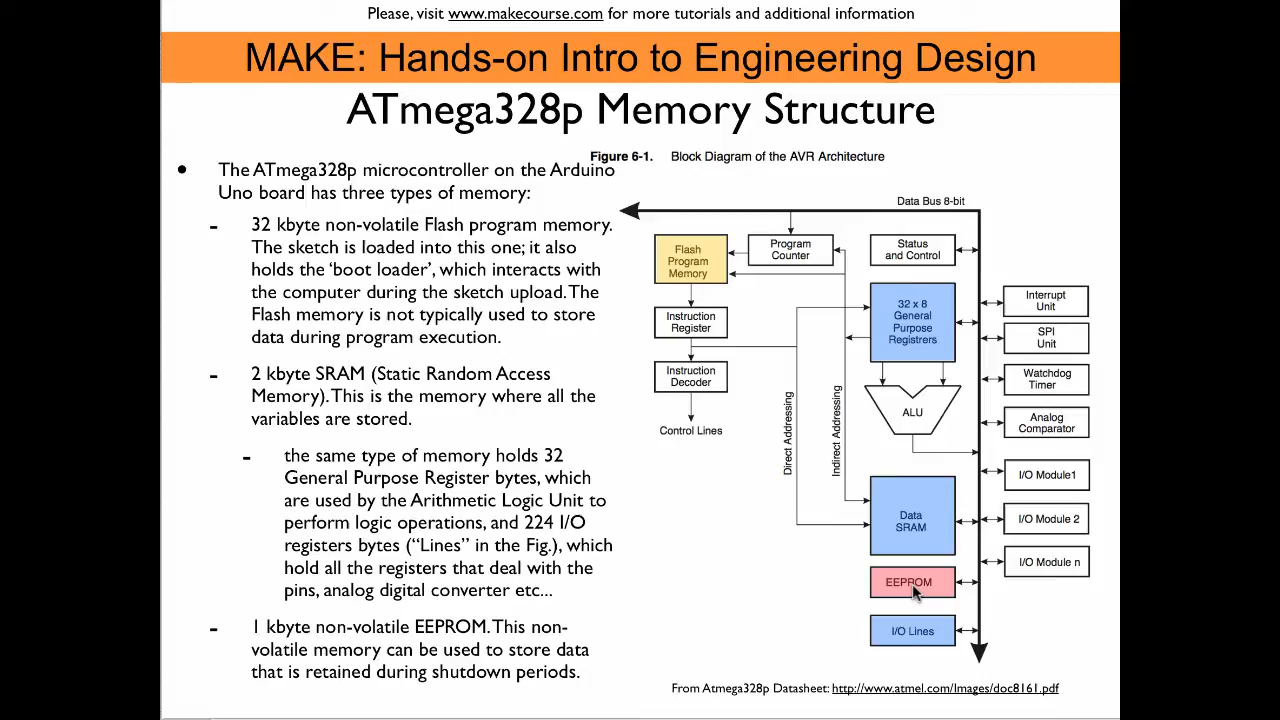 Please, visit www.makecourse.com for more tutorials and additional information
MAKE: Hands-on Intro to Engineering Design
ATmega328p Memory Structure
• The ATmega328p microcontroller on the Arduino
Uno board has three types of memory:
- 32 kbyte non-volatile Flash program memory.
The sketch is loaded into this one; it also
holds the ‘boot loader’, which interacts with
the computer during the sketch upload. The
Flash memory is not typically used to store
data during program execution.
- 2 kbyte SRAM (Static Random Access
Memory). This is the memory where all the
variables are stored.
- the same type of memory holds 32
General Purpose Register bytes, which
are used by the Arithmetic Logic Unit to
perform logic operations, and 224 I/O
registers bytes (“Lines” in the Fig.), which
hold all the registers that deal with the
pins, analog digital converter etc...
- 1 kbyte non-volatile EEPROM. This non-
volatile memory can be used to store data
that is retained during shutdown periods.
Figure 6-1. Block Diagram of the AVR Architecture
Data Bus 8-bit
Flash
Program
Memory
Program
Counter
Status
and Control
Instruction
Register
Instruction
Decoder
Control Lines
Direct Addressing
Indirect Addressing
32 x 8
General
Purpose
Registrers
ALU
Data
SRAM
EEPROM
I/O Lines
Interrupt
Unit
SPI
Unit
Watchdog
Timer
Analog
Comparator
I/O Module1
I/O Module 2
I/O Module n
From Atmega328p Datasheet: http://www.atmel.com/Images/doc8161.pdf